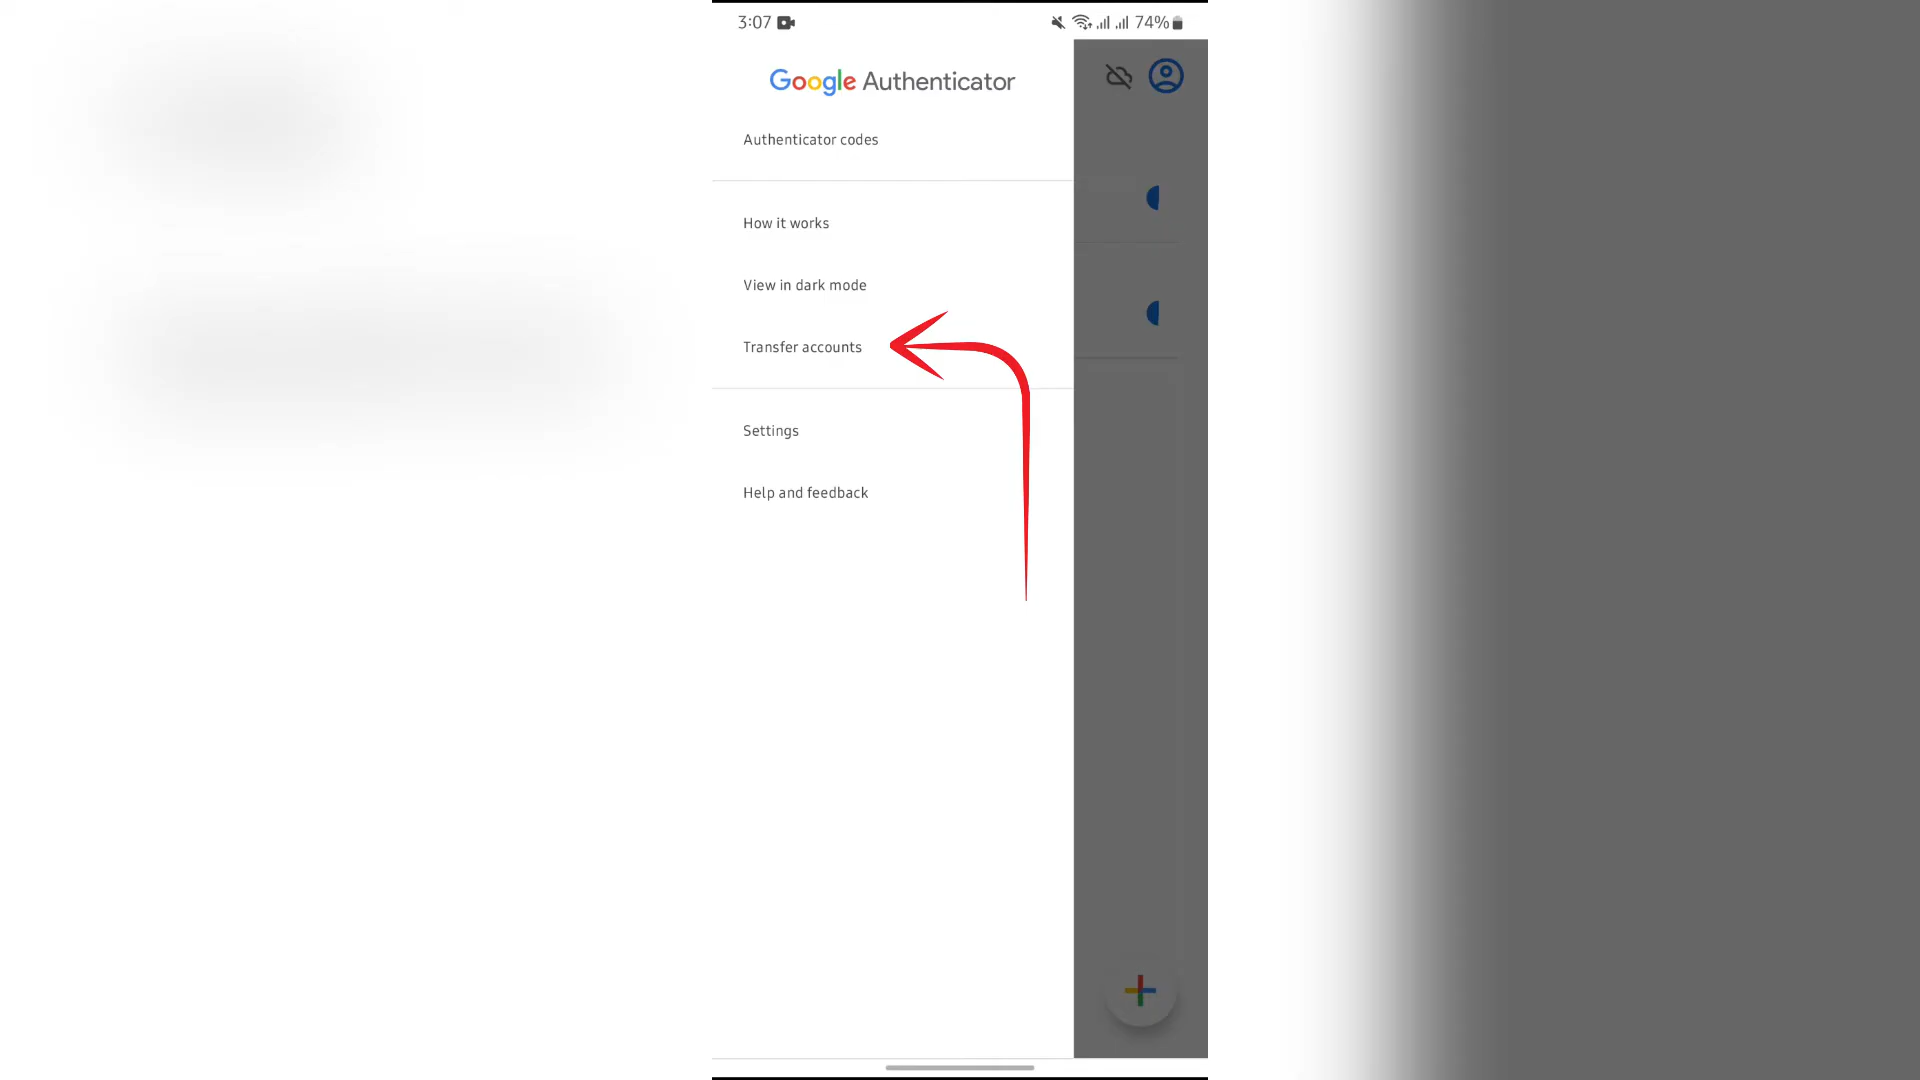 3:07 74%
Google Authenticator
Authenticator codes
How it works
View in dark mode
Transfer accounts
Settings
Help and feedback